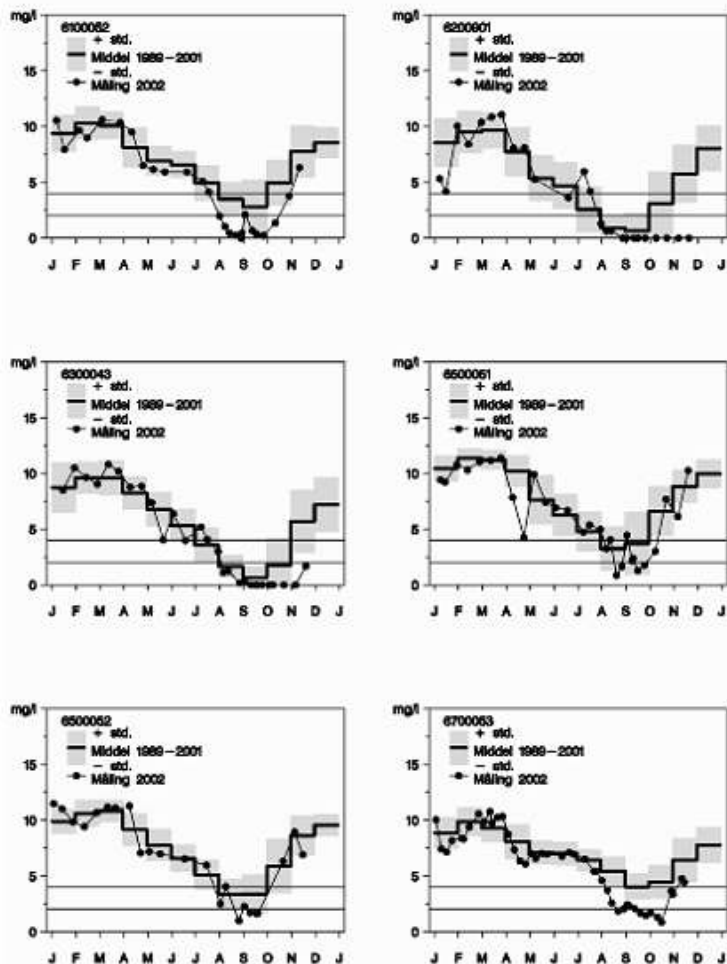 mg/l
6100052
+ std.
Middel 1989–2001
– std.
Måling 2002
15
10
5
0
J F M A M J J A S O N D J
mg/l
6200901
+ std.
Middel 1989–2001
– std.
Måling 2002
15
10
5
0
J F M A M J J A S O N D J
mg/l
6300043
+ std.
Middel 1989–2001
– std.
Måling 2002
15
10
5
0
J F M A M J J A S O N D J
mg/l
6500051
+ std.
Middel 1989–2001
– std.
Måling 2002
15
10
5
0
J F M A M J J A S O N D J
mg/l
6500052
+ std.
Middel 1989–2001
– std.
Måling 2002
15
10
5
0
J F M A M J J A S O N D J
mg/l
6700053
+ std.
Middel 1989–2001
– std.
Måling 2002
15
10
5
0
J F M A M J J A S O N D J